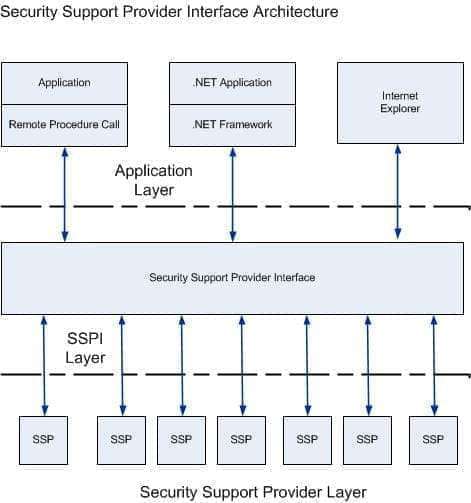 Security Support Provider Interface Architecture
Application
.NET Application
Internet
Explorer
Remote Procedure Call
.NET Framework
Application
Layer
Security Support Provider Interface
SSPI
Layer
SSP
SSP
SSP
SSP
SSP
SSP
SSP
Security Support Provider Layer